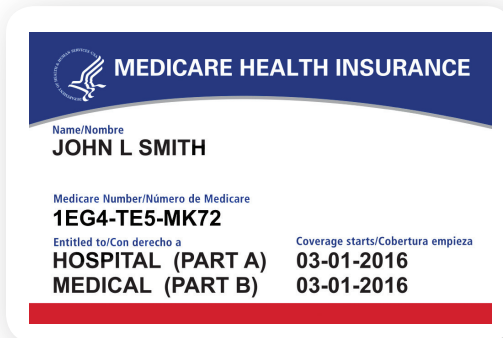 MEDICARE HEALTH INSURANCE
Name/Nombre
JOHN L SMITH
Medicare Number/Número de Medicare
1EG4-TE5-MK72
Entitled to/Con derecho a Coverage starts/Cobertura empieza
HOSPITAL (PART A) 03-01-2016
MEDICAL (PART B) 03-01-2016